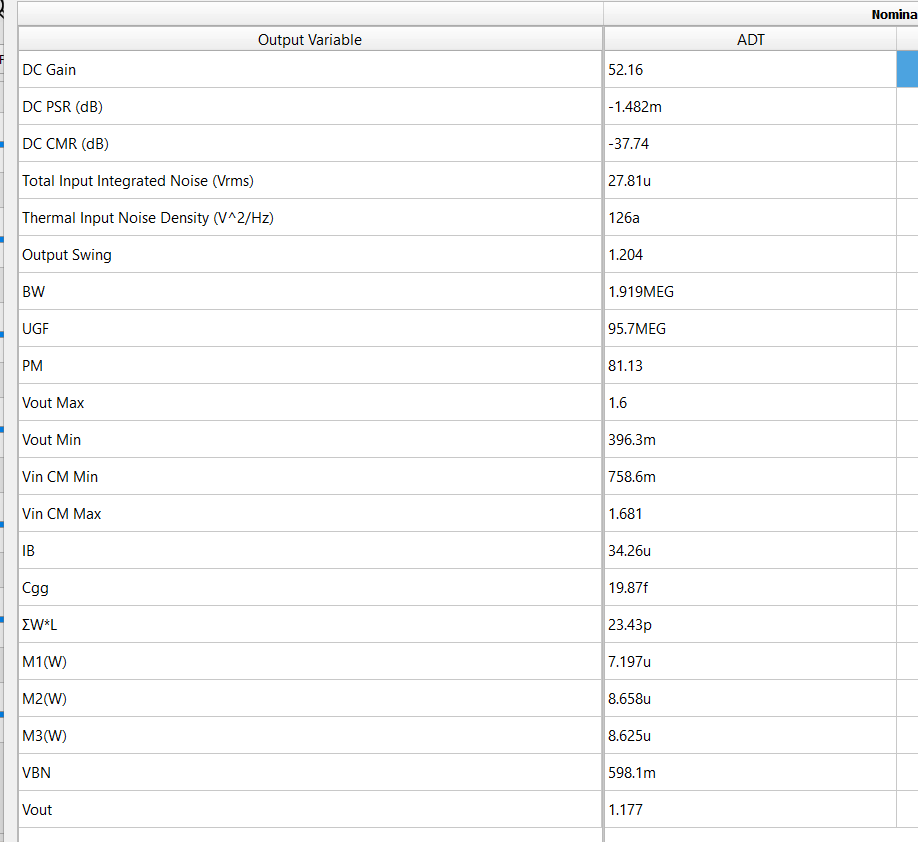 Nomina
Output Variable ADT
DC Gain 52.16
DC PSR (dB) -1.482m
DC CMR (dB) -37.74
Total Input Integrated Noise (Vrms) 27.81u
Thermal Input Noise Density (V^2/Hz) 126a
Output Swing 1.204
BW 1.919MEG
UGF 95.7MEG
PM 81.13
Vout Max 1.6
Vout Min 396.3m
Vin CM Min 758.6m
Vin CM Max 1.681
IB 34.26u
Cgg 19.87f
ΣW*L 23.43p
M1(W) 7.197u
M2(W) 8.658u
M3(W) 8.625u
VBN 598.1m
Vout 1.177